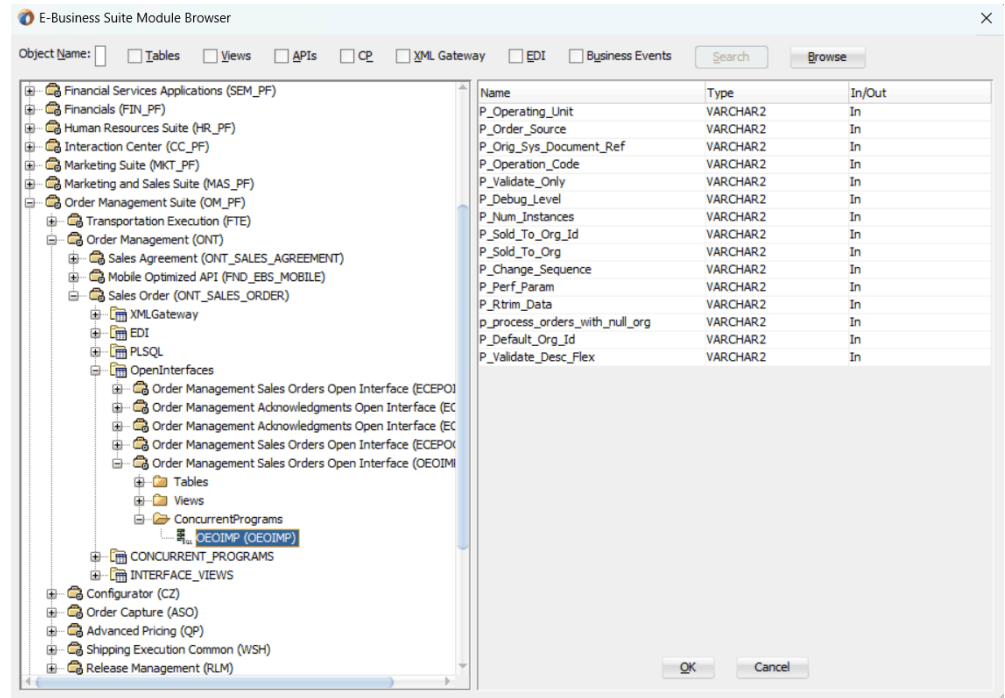 E-Business Suite Module Browser
Object Name: Tables Views APIs CP XML Gateway EDI Business Events Search Browse
Financial Services Applications (SEM_PF)
Financials (FIN_PF)
Human Resources Suite (HR_PF)
Interaction Center (CC_PF)
Marketing Suite (MKT_PF)
Marketing and Sales Suite (MAS_PF)
Order Management Suite (OM_PF)
Transportation Execution (FTE)
Order Management (ONT)
Sales Agreement (ONT_SALES_AGREEMENT)
Mobile Optimized API (FND_EBS_MOBILE)
Sales Order (ONT_SALES_ORDER)
XMLGateway
EDI
PLSQL
OpenInterfaces
Order Management Sales Orders Open Interface (ECEPOI
Order Management Acknowledgments Open Interface (EC
Order Management Acknowledgments Open Interface (EC
Order Management Sales Orders Open Interface (ECEPO
Order Management Sales Orders Open Interface (OEOIM
Tables
Views
ConcurrentPrograms
OEOIMP (OEOIMP)
CONCURRENT_PROGRAMS
INTERFACE_VIEWS
Configurator (CZ)
Order Capture (ASO)
Advanced Pricing (QP)
Shipping Execution Common (WSH)
Release Management (RLM)
Name Type In/Out
P_Operating_Unit VARCHAR2 In
P_Order_Source VARCHAR2 In
P_Orig_Sys_Document_Ref VARCHAR2 In
P_Operation_Code VARCHAR2 In
P_Validate_Only VARCHAR2 In
P_Debug_Level VARCHAR2 In
P_Num_Instances VARCHAR2 In
P_Sold_To_Org_Id VARCHAR2 In
P_Sold_To_Org VARCHAR2 In
P_Change_Sequence VARCHAR2 In
P_Perf_Param VARCHAR2 In
P_Rtrim_Data VARCHAR2 In
p_process_orders_with_null_org VARCHAR2 In
P_Default_Org_Id VARCHAR2 In
P_Validate_Desc_Flex VARCHAR2 In
OK Cancel